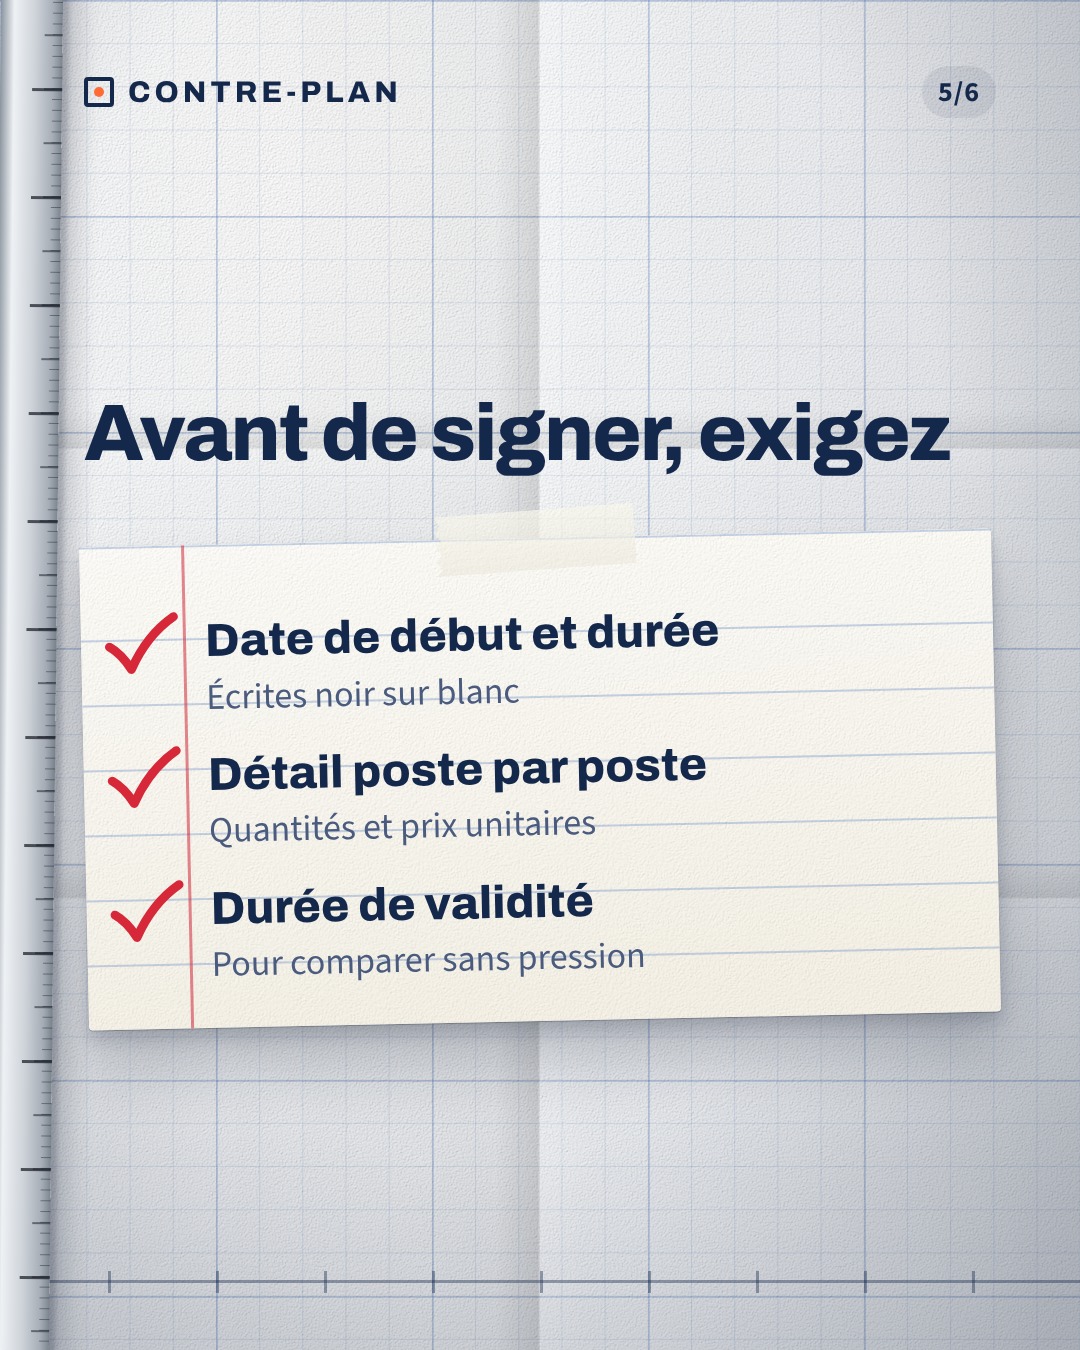 CONTRE-PLAN
5/6
Avant de signer, exigez
Date de début et durée
Écrites noir sur blanc
Détail poste par poste
Quantités et prix unitaires
Durée de validité
Pour comparer sans pression